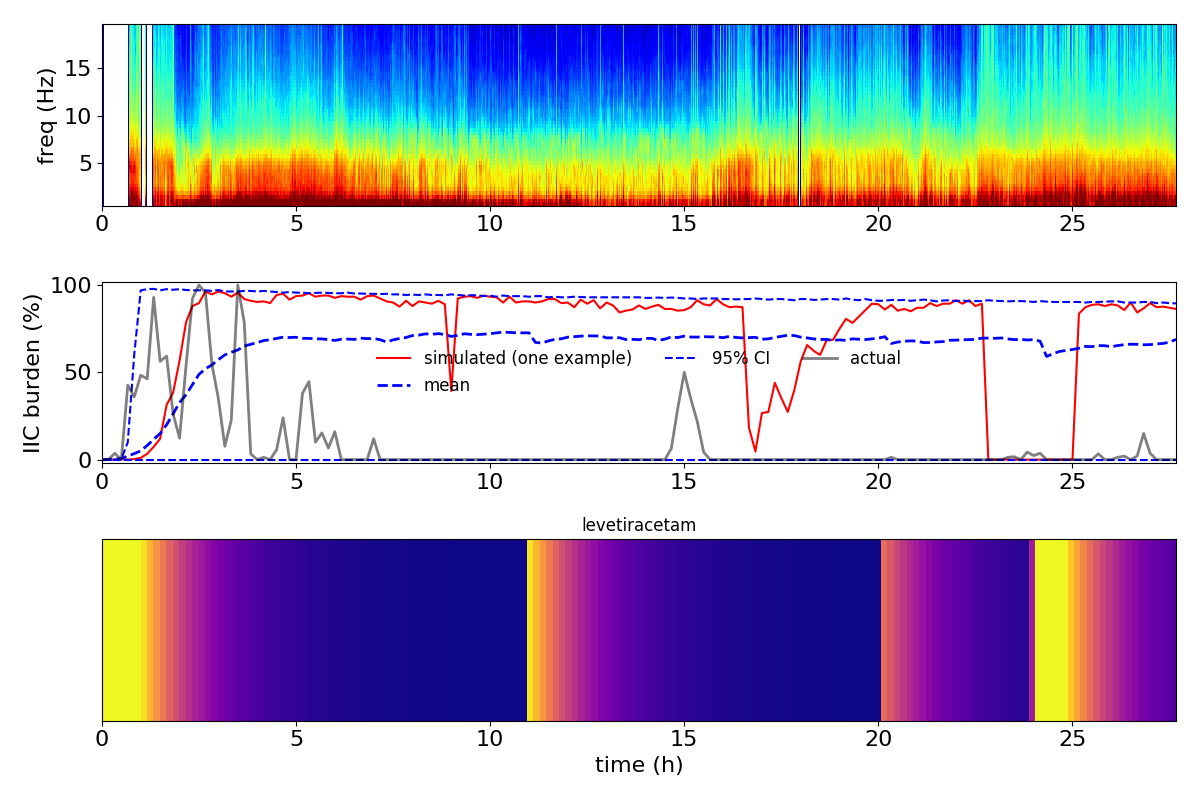 freq (Hz)
15
10
5
0 5 10 15 20 25
IIC burden (%)
100
50
0
simulated (one example) 95% CI actual
mean
0 5 10 15 20 25
levetiracetam
0 5 10 15 20 25
time (h)